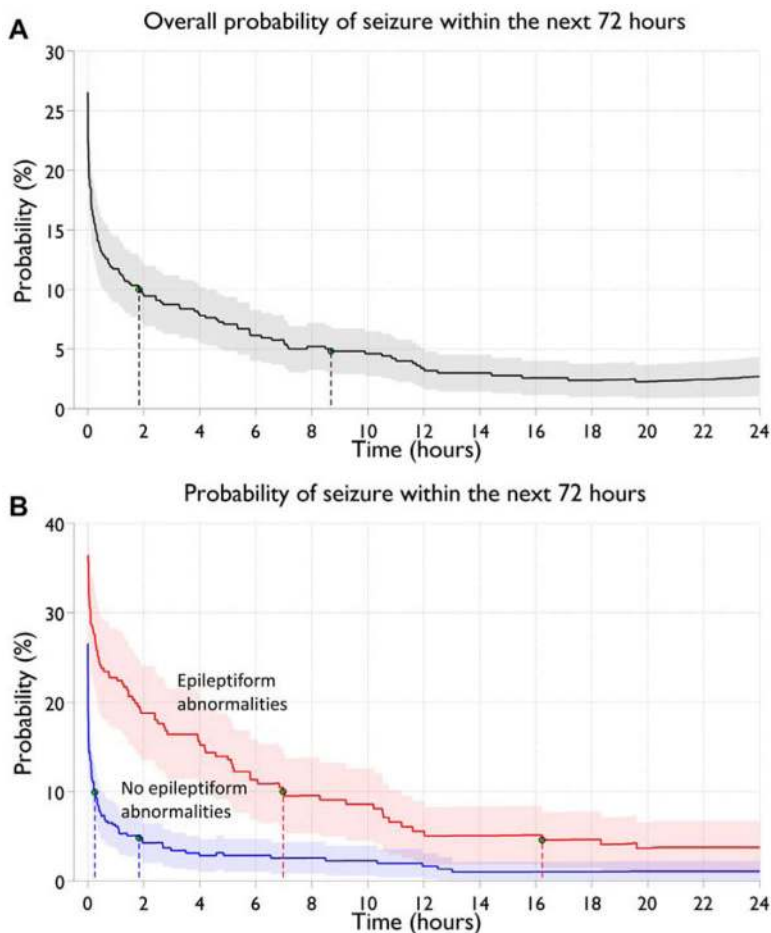 A
Overall probability of seizure within the next 72 hours
30
25
20
15
10
5
0
Probability (%)
0 2 4 6 8 10 12 14 16 18 20 22 24
Time (hours)
B
Probability of seizure within the next 72 hours
40
30
20
10
0
Probability (%)
Epileptiform
abnormalities
No epileptiform
abnormalities
0 2 4 6 8 10 12 14 16 18 20 22 24
Time (hours)